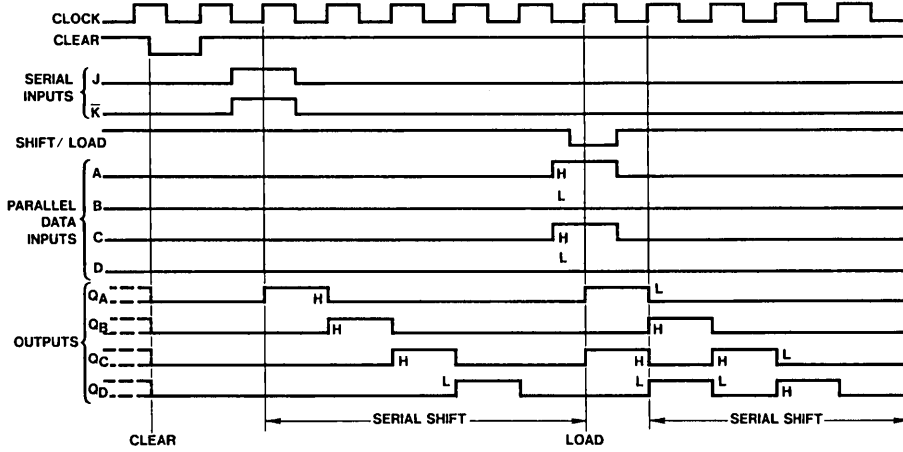 CLOCK
CLEAR
SERIAL INPUTS
J
K̅
SHIFT/ LOAD
PARALLEL DATA INPUTS
A
H
L
B
C
H
L
D
OUTPUTS
QA
H
L
QB
H
H
QC
H
H
H
L
QD
L
L
L
H
SERIAL SHIFT
SERIAL SHIFT
CLEAR
LOAD